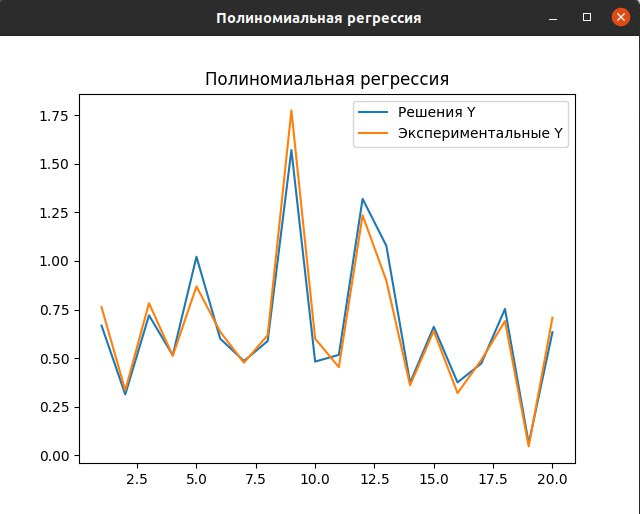 Полиномиальная регрессия
Полиномиальная регрессия
Решения Y
Экспериментальные Y
1.75
1.50
1.25
1.00
0.75
0.50
0.25
0.00
2.5 5.0 7.5 10.0 12.5 15.0 17.5 20.0